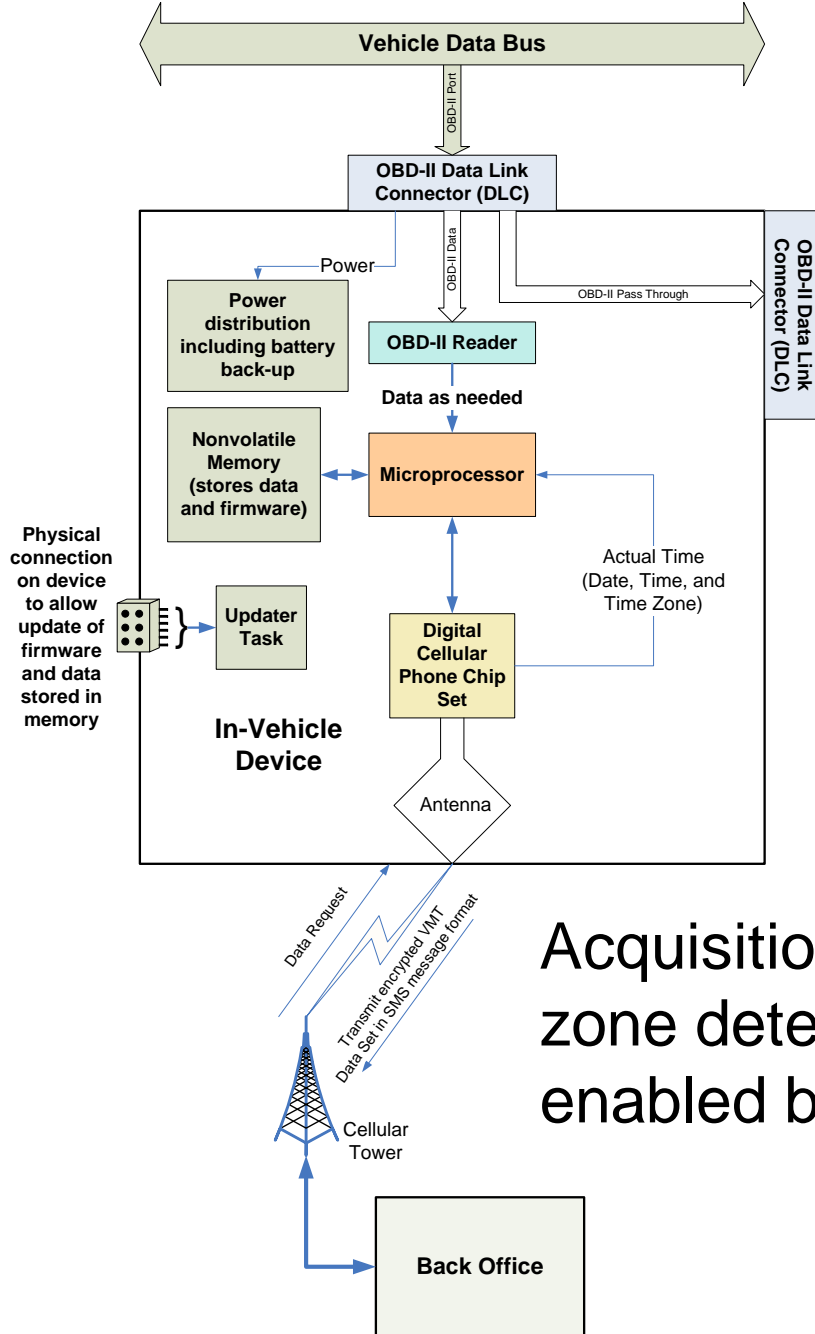 Vehicle Data Bus
OBD-II Port
OBD-II Data Link
Connector (DLC)
OBD-II Data Link
Connector (DLC)
Power
OBD-II Data
OBD-II Pass Through
Power
distribution
including battery
back-up
OBD-II Reader
Data as needed
Nonvolatile
Memory
(stores data
and firmware)
Microprocessor
Physical
connection
on device
to allow
update of
firmware
and data
stored in
memory
Actual Time
(Date, Time, and
Time Zone)
}
Updater
Task
Digital
Cellular
Phone Chip
Set
In-Vehicle
Device
Antenna
Data Request
Transmit encrypted VMT
Data Set in SMS message format
Acquisitio
zone dete
enabled b
Cellular
Tower
Back Office